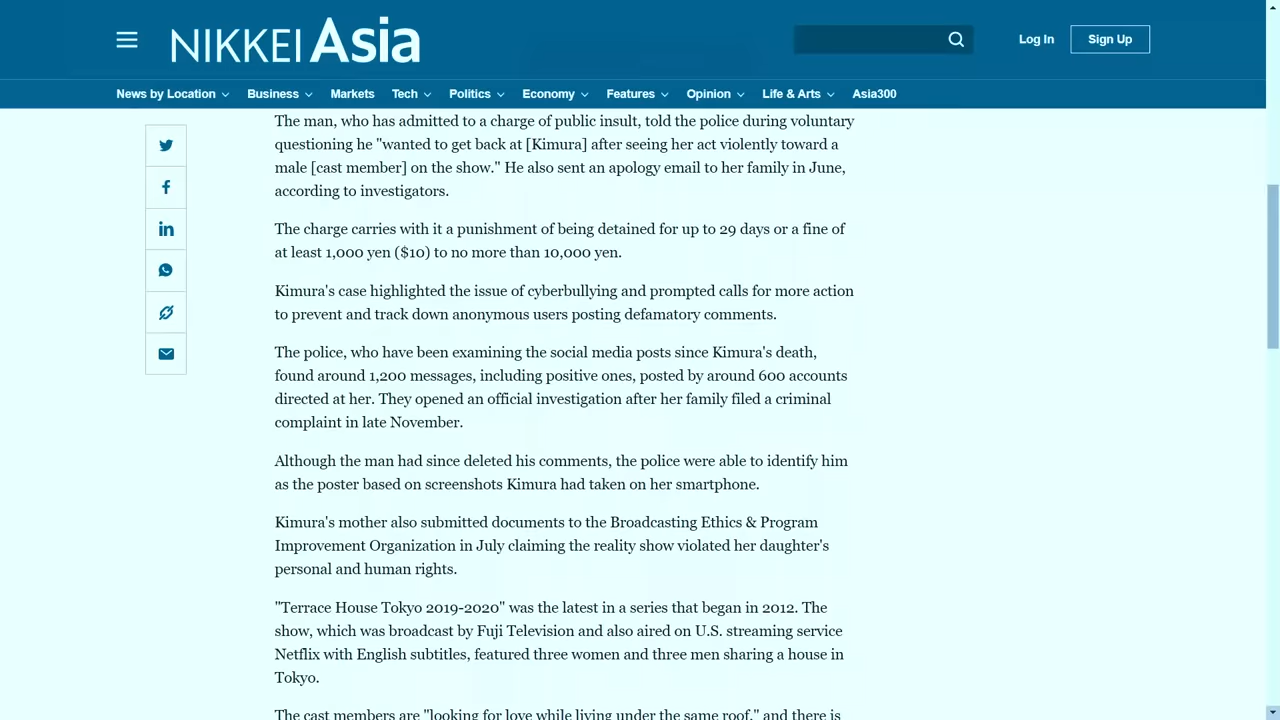 NIKKEI Asia
Log In
Sign Up
News by Location
Business
Markets
Tech
Politics
Economy
Features
Opinion
Life & Arts
Asia300
The man, who has admitted to a charge of public insult, told the police during voluntary
questioning he "wanted to get back at [Kimura] after seeing her act violently toward a
male [cast member] on the show." He also sent an apology email to her family in June,
according to investigators.
The charge carries with it a punishment of being detained for up to 29 days or a fine of
at least 1,000 yen ($10) to no more than 10,000 yen.
Kimura's case highlighted the issue of cyberbullying and prompted calls for more action
to prevent and track down anonymous users posting defamatory comments.
The police, who have been examining the social media posts since Kimura's death,
found around 1,200 messages, including positive ones, posted by around 600 accounts
directed at her. They opened an official investigation after her family filed a criminal
complaint in late November.
Although the man had since deleted his comments, the police were able to identify him
as the poster based on screenshots Kimura had taken on her smartphone.
Kimura's mother also submitted documents to the Broadcasting Ethics & Program
Improvement Organization in July claiming the reality show violated her daughter's
personal and human rights.
"Terrace House Tokyo 2019-2020" was the latest in a series that began in 2012. The
show, which was broadcast by Fuji Television and also aired on U.S. streaming service
Netflix with English subtitles, featured three women and three men sharing a house in
Tokyo.
The cast members are "looking for love while living under the same roof," and there is